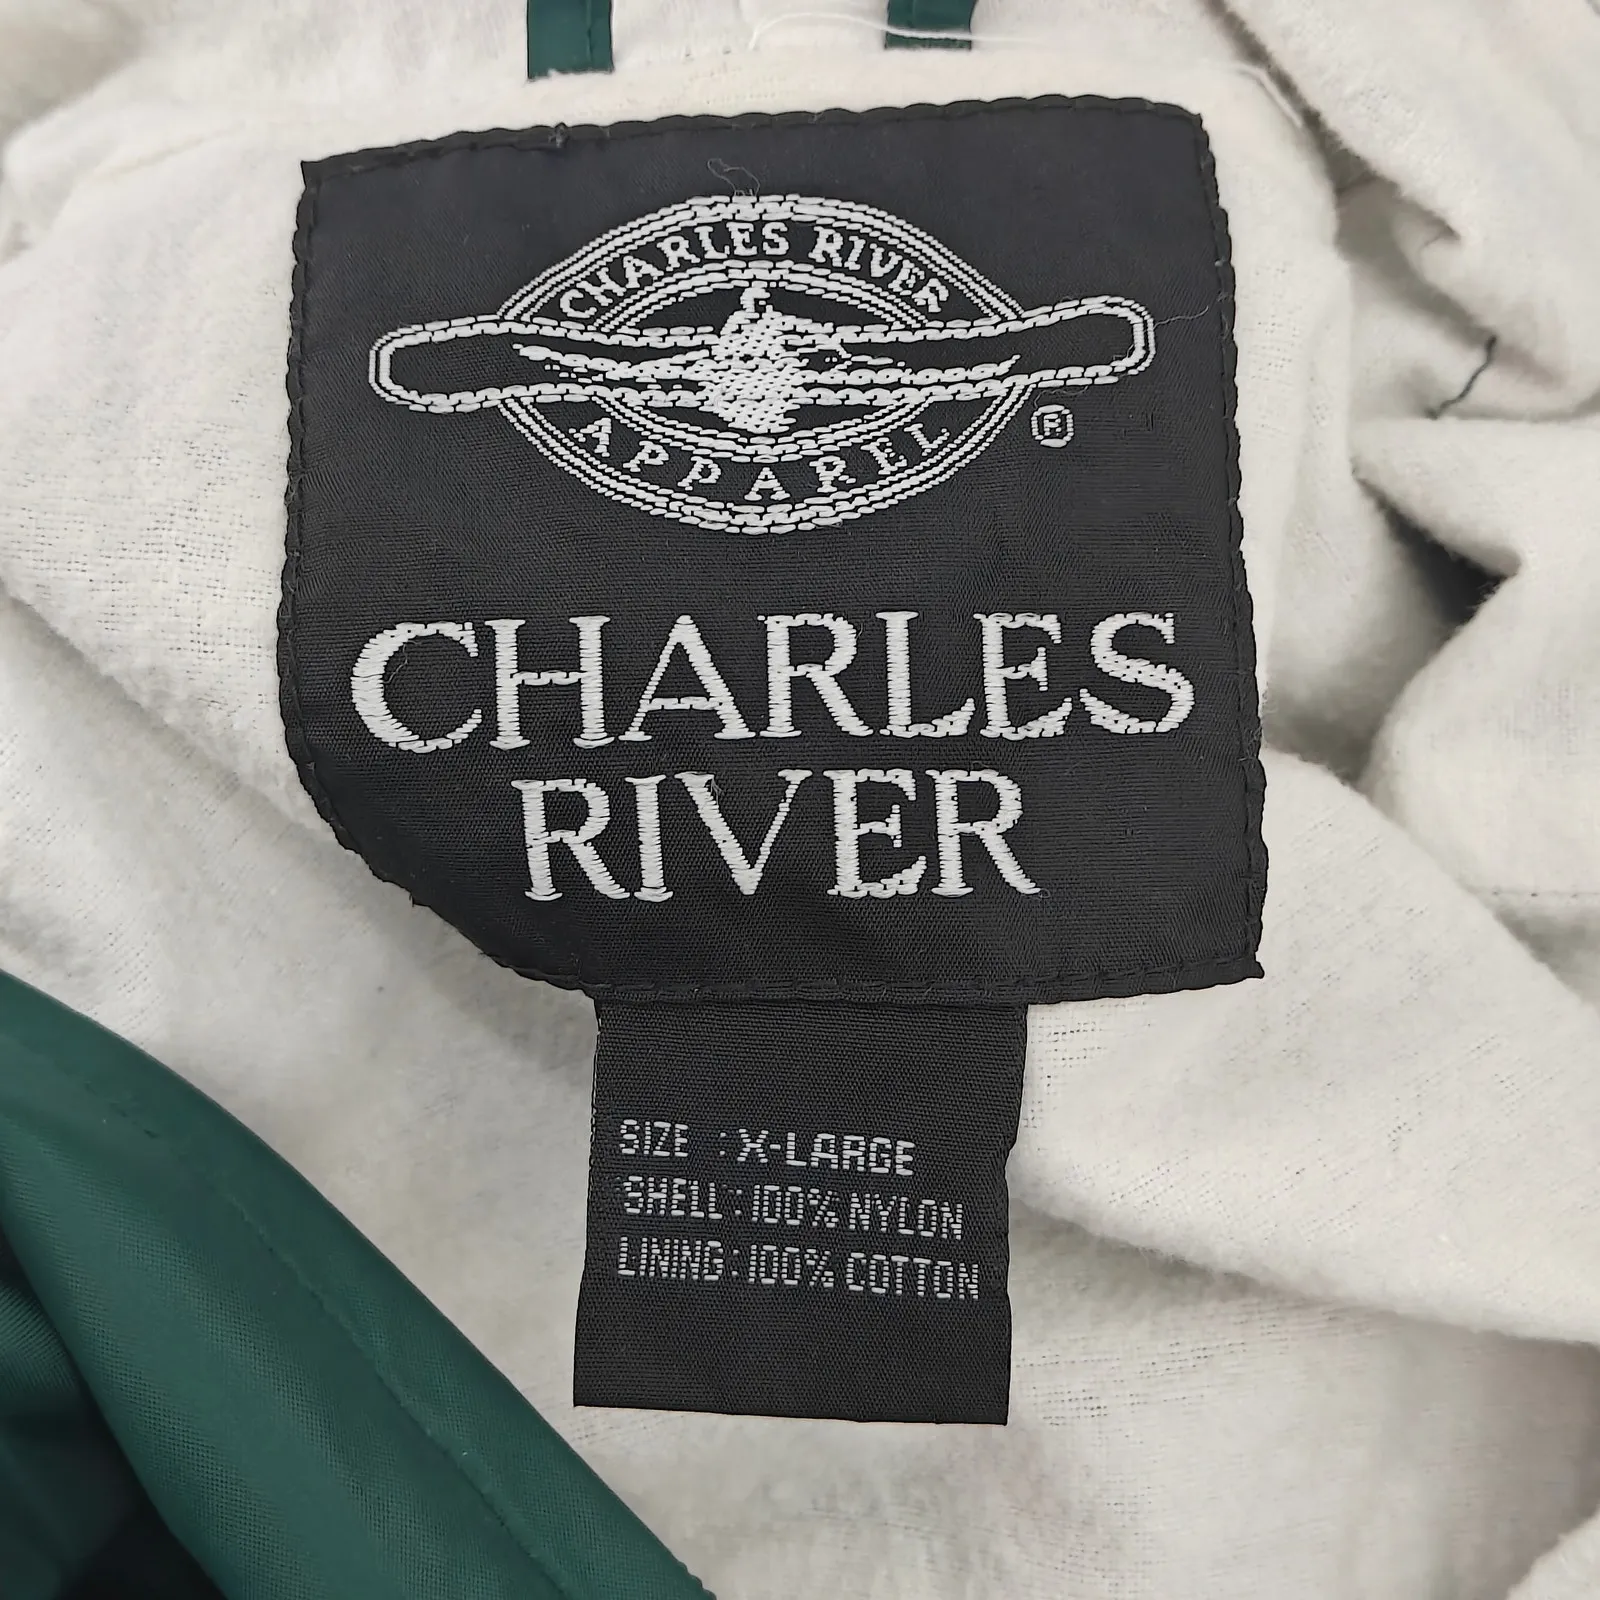 CHARLES RIVER
APPAREL
®
CHARLES
RIVER
SIZE : X-LARGE
SHELL : 100% NYLON
LINING : 100% COTTON